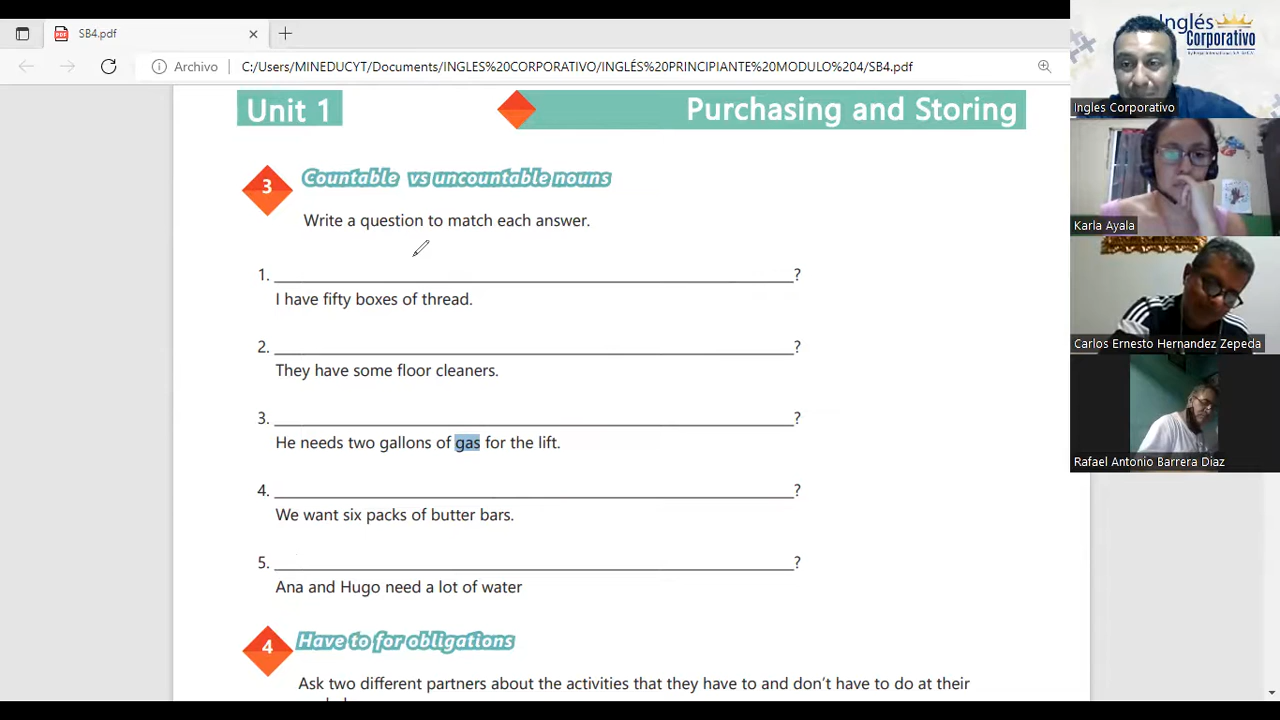 SB4.pdf
Archivo
C:/Users/MINEDUCYT/Documents/INGLES%20CORPORATIVO/INGLÉS%20PRINCIPIANTE%20MODULO%204/SB4.pdf
Unit 1
Purchasing and Storing
3
Countable vs uncountable nouns
Write a question to match each answer.
1. ?
I have fifty boxes of thread.
2. ?
They have some floor cleaners.
3. ?
He needs two gallons of gas for the lift.
4. ?
We want six packs of butter bars.
5. ?
Ana and Hugo need a lot of water
4
Have to for obligations
Ask two different partners about the activities that they have to and don't have to do at their
Inglés
Corporativo
Ingles Corporativo
Karla Ayala
Carlos Ernesto Hernandez Zepeda
Rafael Antonio Barrera Diaz